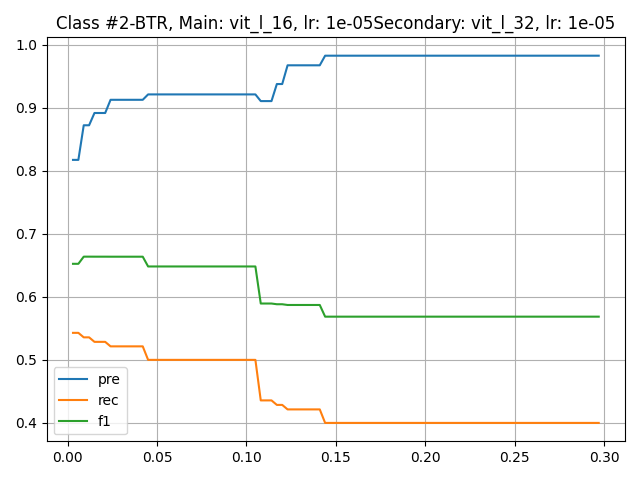 Class #2-BTR, Main: vit_l_16, lr: 1e-05Secondary: vit_l_32, lr: 1e-05
1.0
0.9
0.8
0.7
0.6
0.5
0.4
pre
rec
f1
0.00 0.05 0.10 0.15 0.20 0.25 0.30